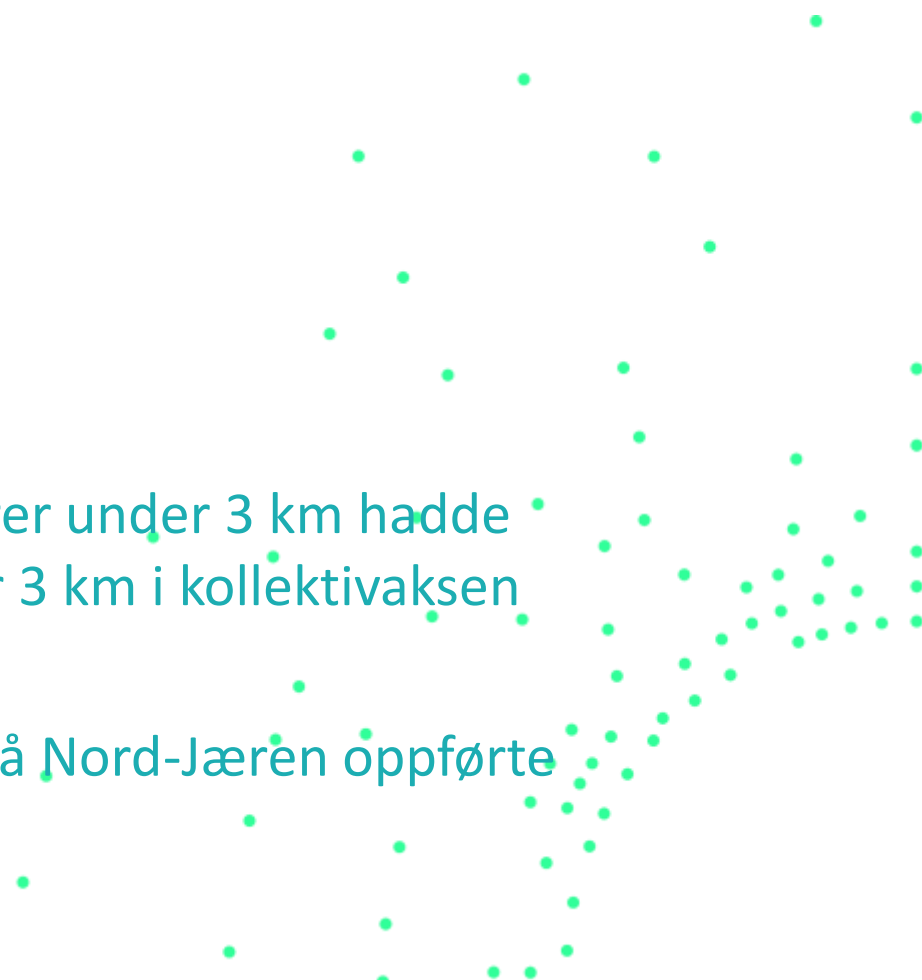 er under 3 km hadde
3 km i kollektivaksen
å Nord-Jæren oppførte